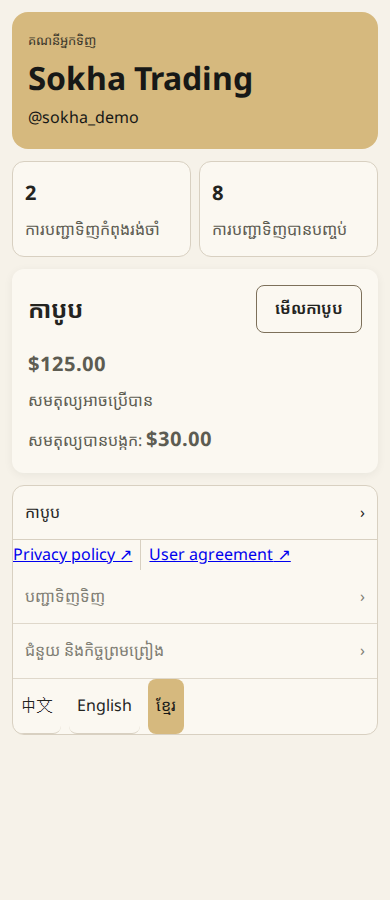 គណនីអ្នកទិញ
Sokha Trading
@sokha_demo
2
ការបញ្ជាទិញកំពុងរង់ចាំ
8
ការបញ្ជាទិញបានបញ្ចប់
កាបូប
មើលកាបូប
$125.00
សមតុល្យអាចប្រើបាន
សមតុល្យបានបង្កក: $30.00
កាបូប ›
Privacy policy ↗ User agreement ↗
បញ្ជាទិញទិញ ›
ជំនួយ និងកិច្ចព្រមព្រៀង ›
中文 English ខ្មែរ